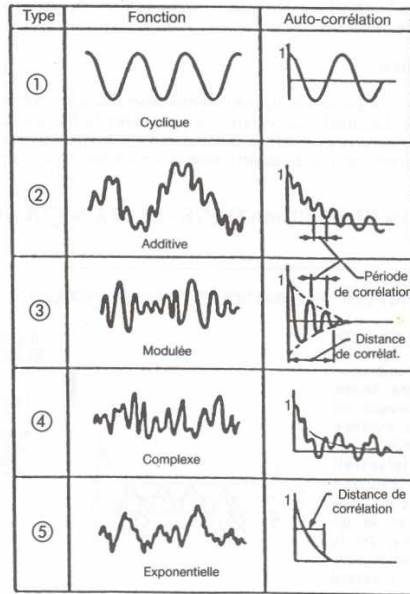 Type Fonction Auto-corrélation
① 1
Cyclique
② 1
Additive
Période
de corrélation
③ 1
Distance
de corrélat.
Modulée
④ 1
Complexe
⑤ 1 Distance de
corrélation
Exponentielle